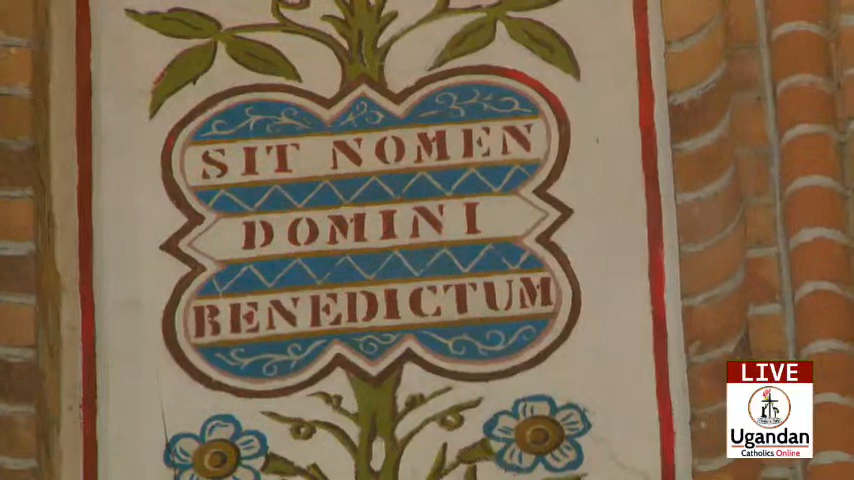 SIT NOMEN
DOMINI
BENEDICTUM
LIVE
Ugandan
Catholics Online